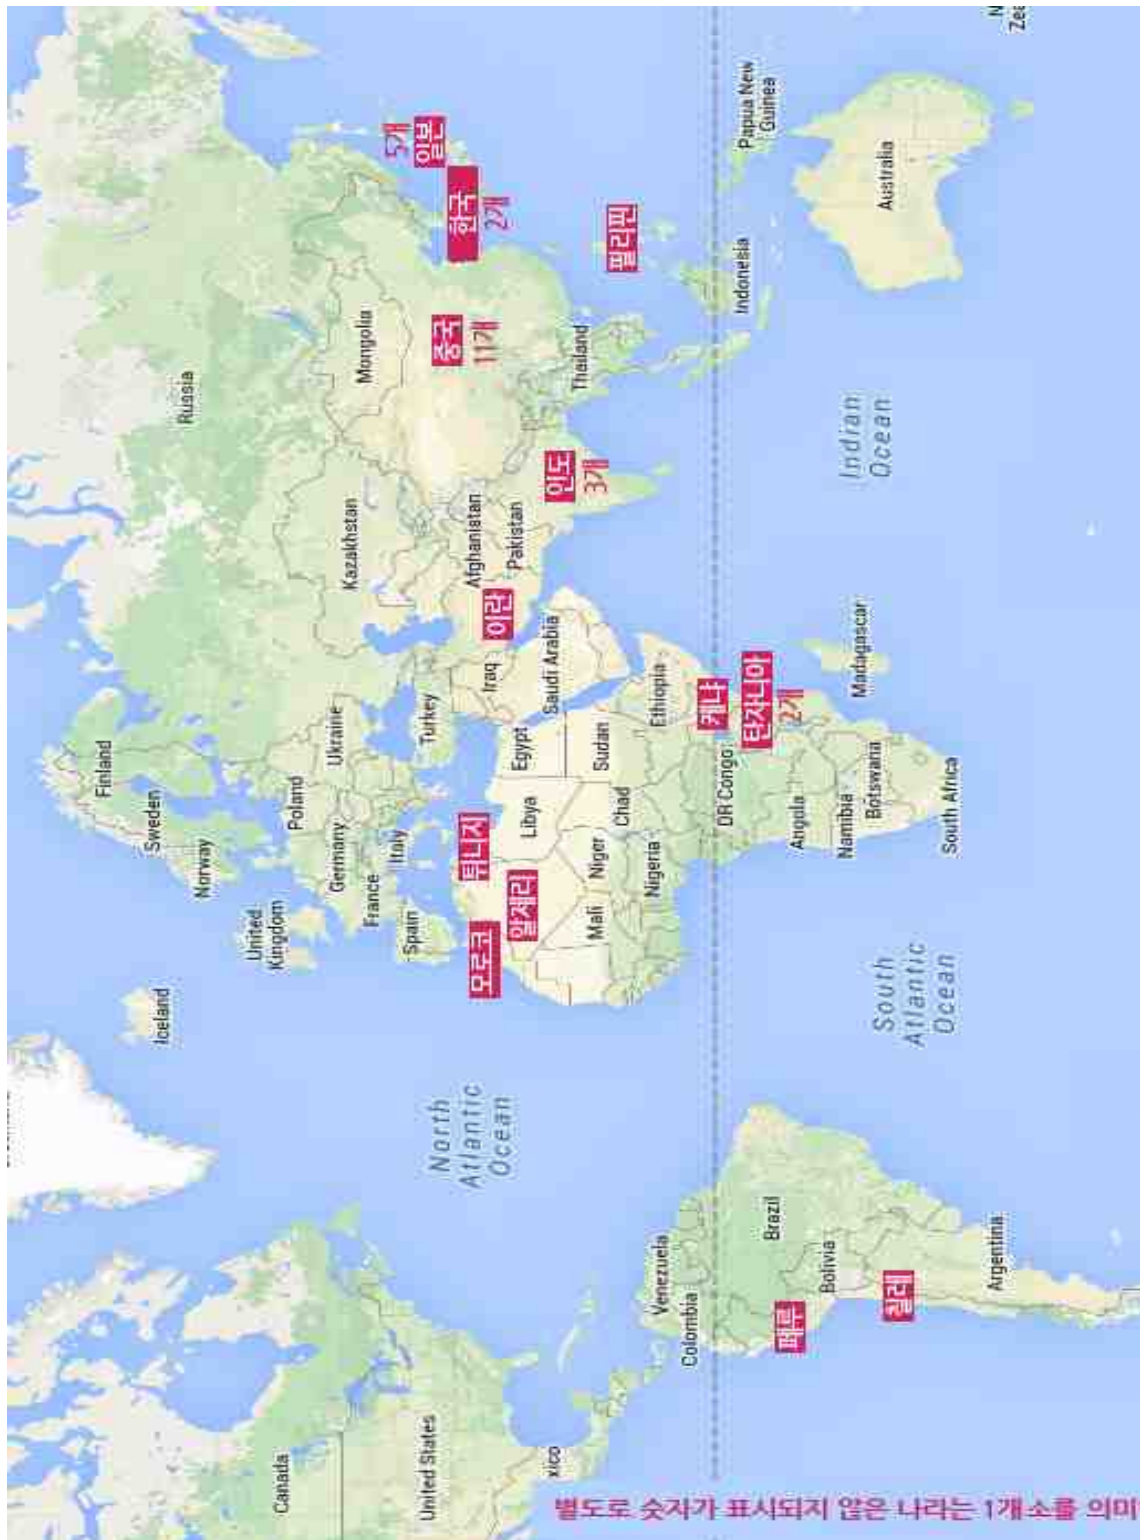 Canada
United States
xico
North
Atlantic
Ocean
Venezuela
Colombia
Brazil
페루
Bolivia
칠레
Argentina
Iceland
United
Kingdom
Norway
Sweden
Finland
Poland
Germany
Ukraine
France
Italy
Spain
Turkey
모로코
튀니지
알제리
Libya
Egypt
Mali
Niger
Chad
Sudan
Nigeria
Ethiopia
DR Congo
케냐
탄자니아
2개
Angola
Namibia
Botswana
South Africa
Madagascar
South
Atlantic
Ocean
Russia
Kazakhstan
Mongolia
Iraq
이란
Afghanistan
Pakistan
Saudi Arabia
인도
3개
중국
11개
한국
2개
5개
일본
Thailand
필리핀
Indonesia
Papua New
Guinea
Indian
Ocean
Australia
별도로 숫자가 표시되지 않은 나라는 1개소를 의미